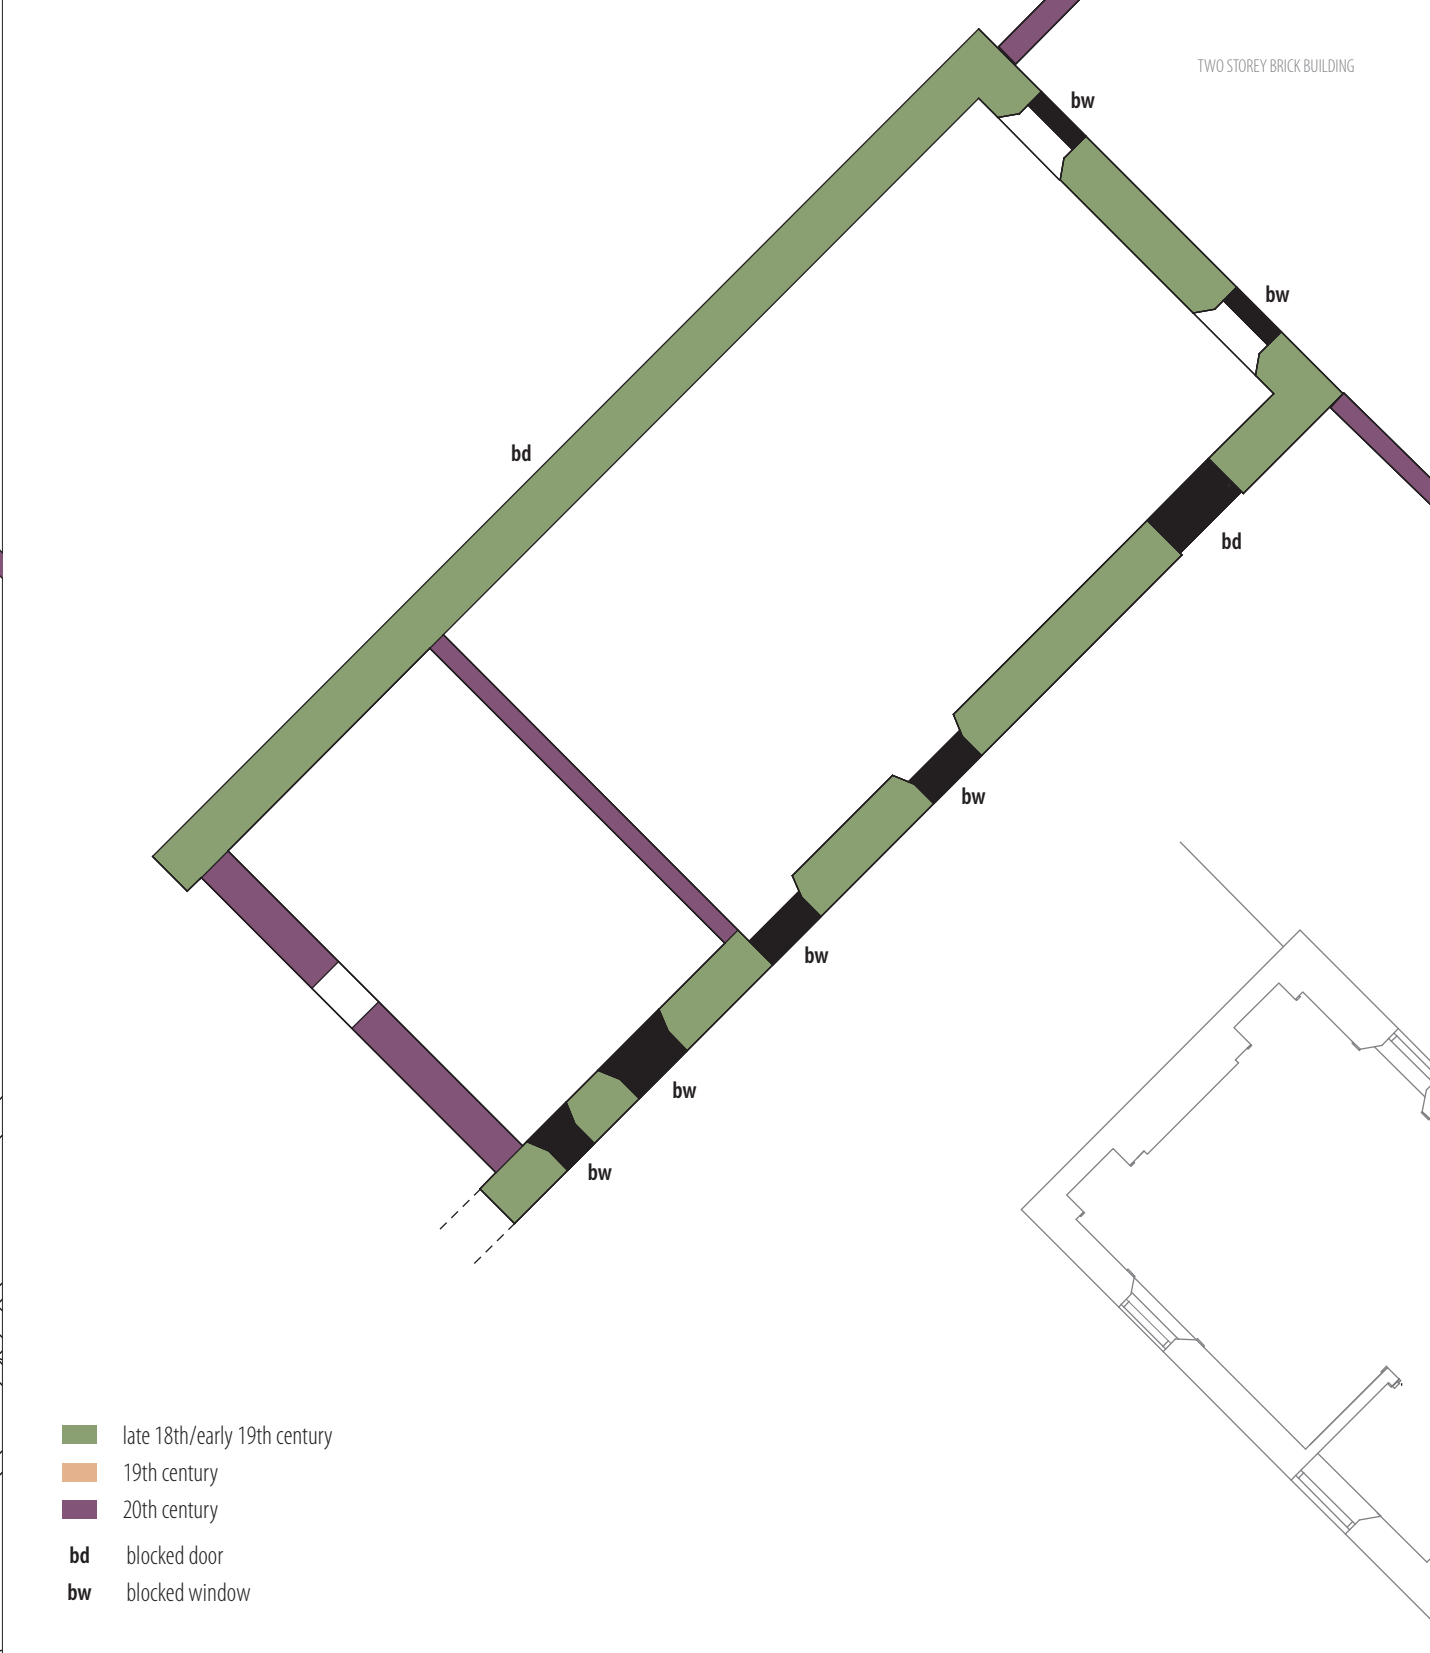 TWO STOREY BRICK BUILDING
bw
bw
bd
bd
bw
bw
bw
bw
late 18th/early 19th century
19th century
20th century
bd blocked door
bw blocked window